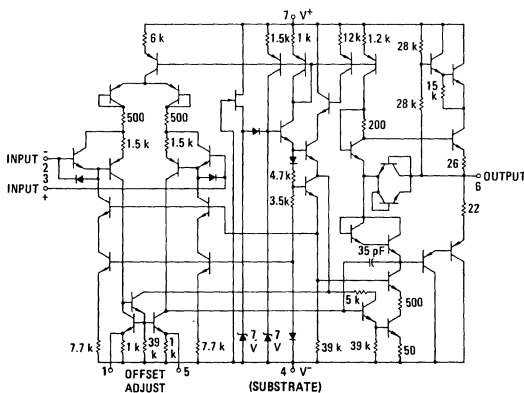 7 V+
6 k
1.5k
1 k
12k
1.2k
28 k
15 k
500
500
200
28 k
1.5 k
1.5 k
INPUT -
2
3
INPUT +
26
6 OUTPUT
4.7k
3.5k
22
35 pF
5 k
500
7 V
7 V
7.7 k
1 k
39 k
1 k
7.7 k
39 k
39 k
50
1 OFFSET ADJUST 5
4 V-
(SUBSTRATE)